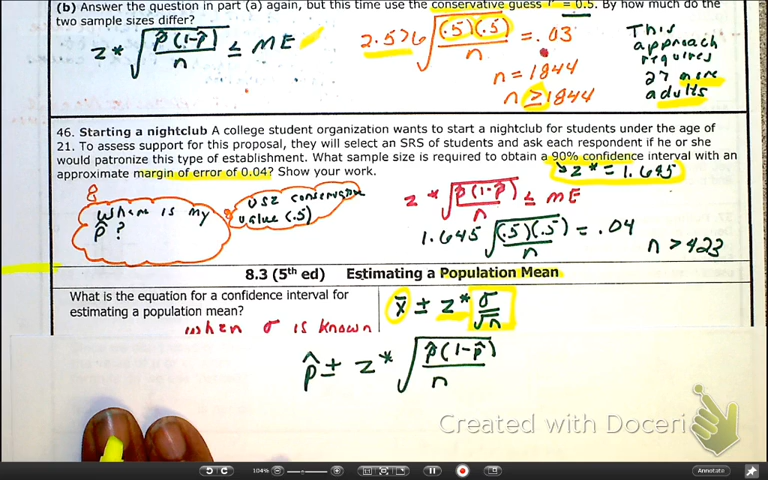 (b) Answer the question in part (a) again, but this time use the conservative guess = 0.5. By how much do the
two sample sizes differ?
z* √(p̂(1-p̂)/n) ≤ ME
2.576 √((.5)(.5)/n) = .03
n = 1844
n ≥ 1844
This
approach
requires
27 more
adults
46. Starting a nightclub A college student organization wants to start a nightclub for students under the age of
21. To assess support for this proposal, they will select an SRS of students and ask each respondent if he or she
would patronize this type of establishment. What sample size is required to obtain a 90% confidence interval with an
approximate margin of error of 0.04? Show your work.
z* = 1.645
When is my
p̂?
use conservative
value (.5)
z* √(p̂(1-p̂)/n) ≤ ME
1.645 √((.5)(.5)/n) = .04
n > 423
8.3 (5th ed) Estimating a Population Mean
What is the equation for a confidence interval for
estimating a population mean?
when σ is known
x̄ ± z* σ/√n
p̂ ± z* √(p̂(1-p̂)/n)
Created with Doceri
104%
Annotate